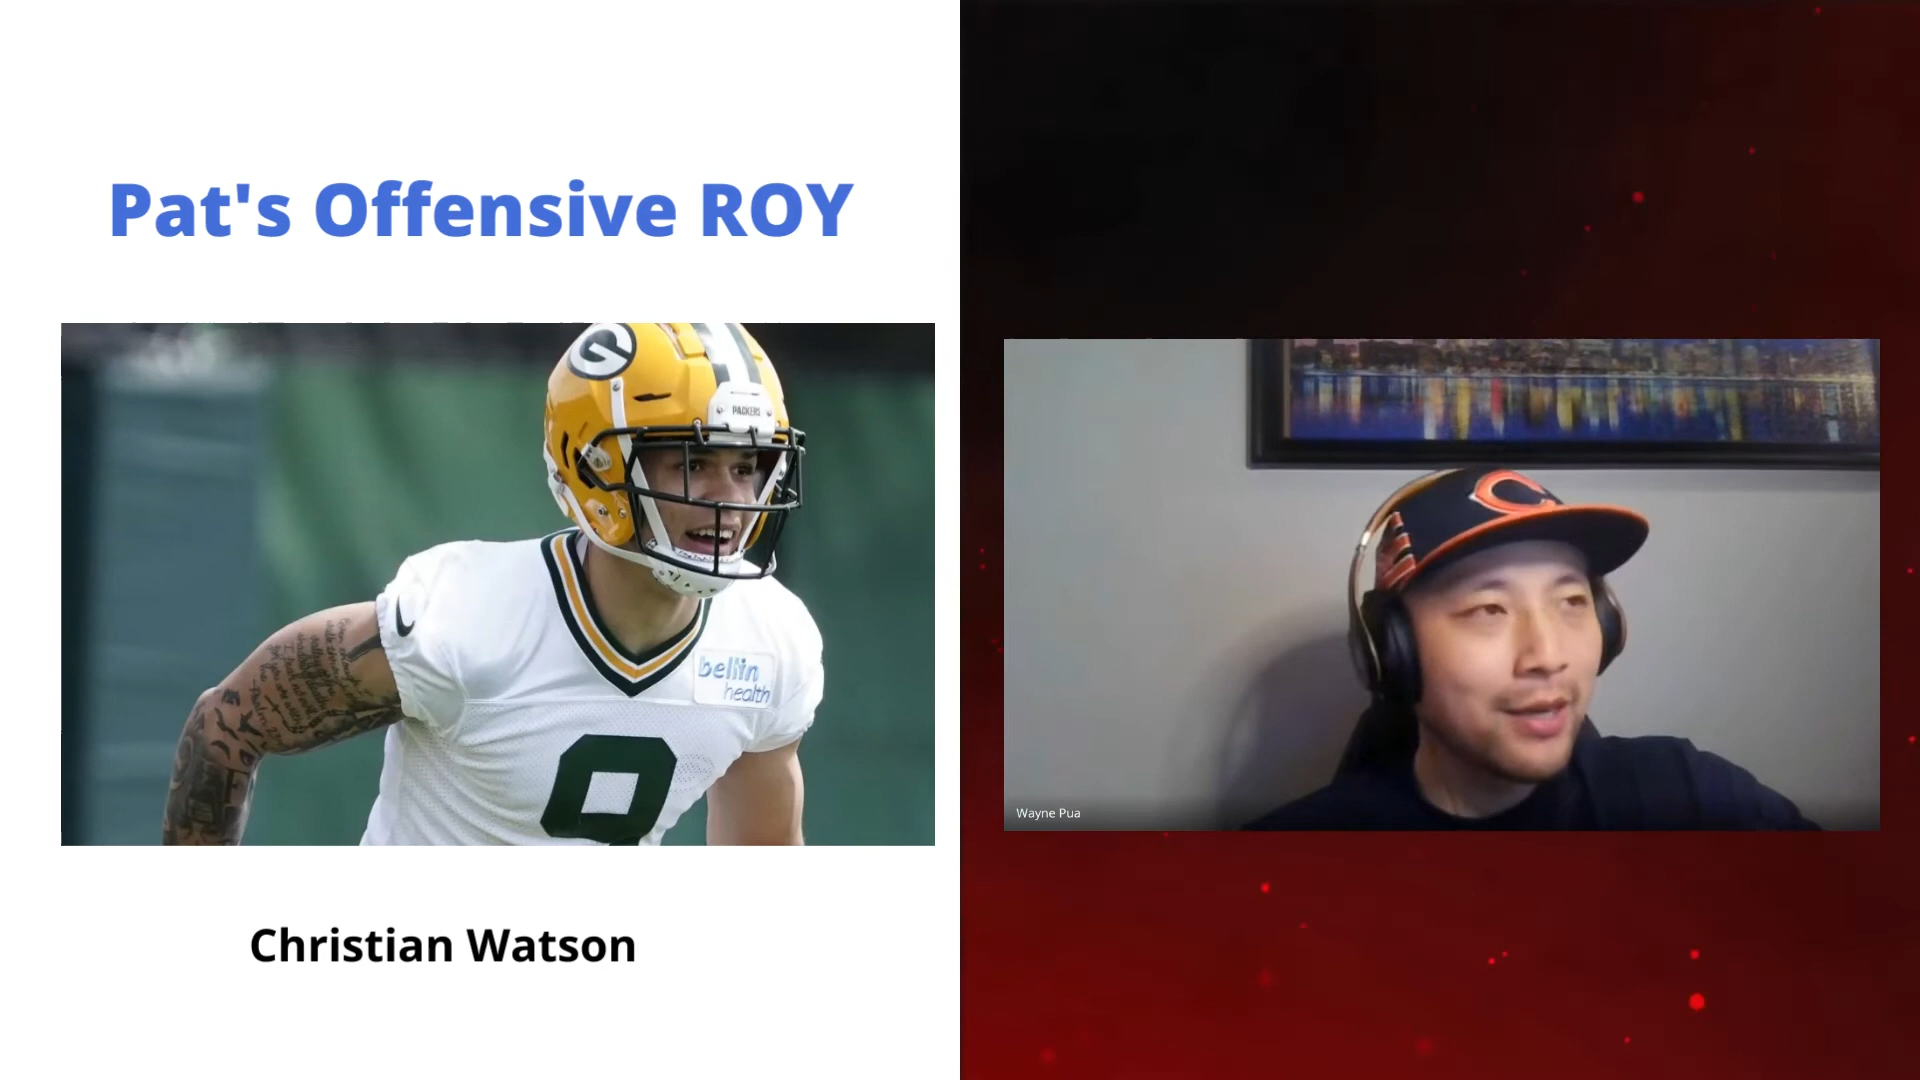 Pat's Offensive ROY
G
PACKERS
bellin
health
9
C
Christian Watson
Wayne Pua